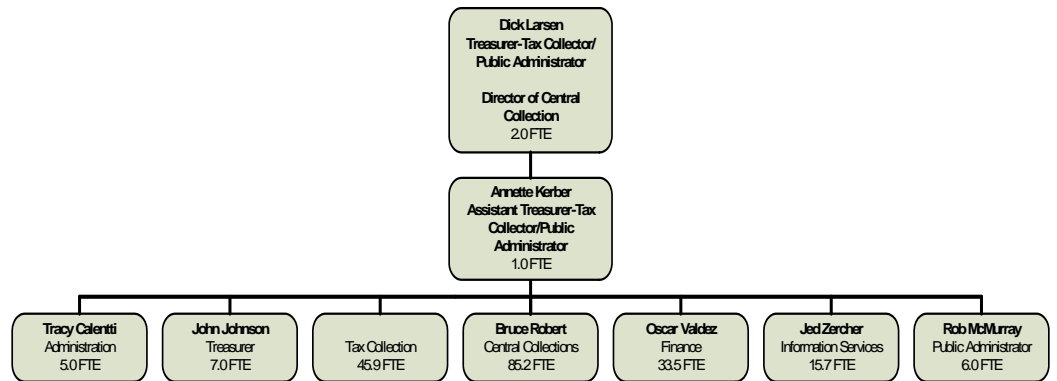 Dick Larsen
Treasurer-Tax Collector/
Public Administrator
Director of Central
Collection
2.0 FTE
Annette Kerber
Assistant Treasurer-Tax
Collector/Public
Administrator
1.0 FTE
Tracy Calentti
Administration
5.0 FTE
John Johnson
Treasurer
7.0 FTE
Tax Collection
45.9 FTE
Bruce Robert
Central Collections
85.2 FTE
Oscar Valdez
Finance
33.5 FTE
Jed Zercher
Information Services
15.7 FTE
Rob McMurray
Public Administrator
6.0 FTE